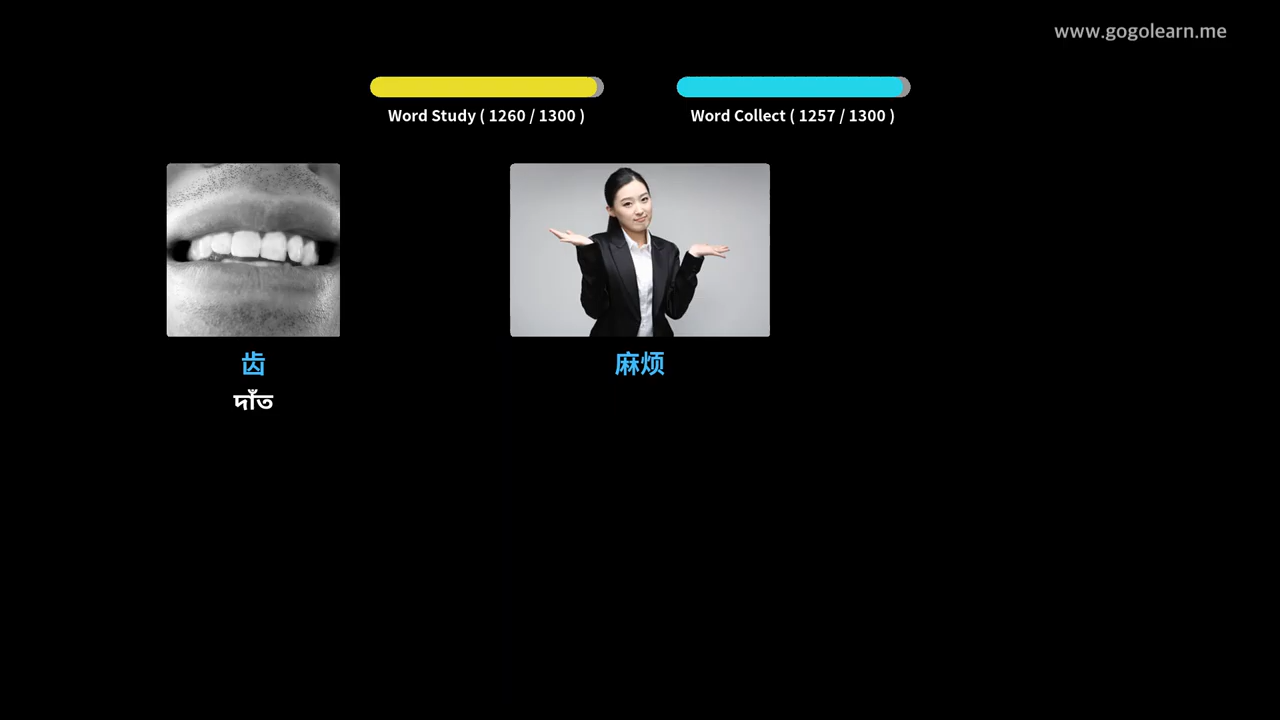 www.gogolearn.me
Word Study ( 1260 / 1300 )
Word Collect ( 1257 / 1300 )
齿
দাঁত
麻烦